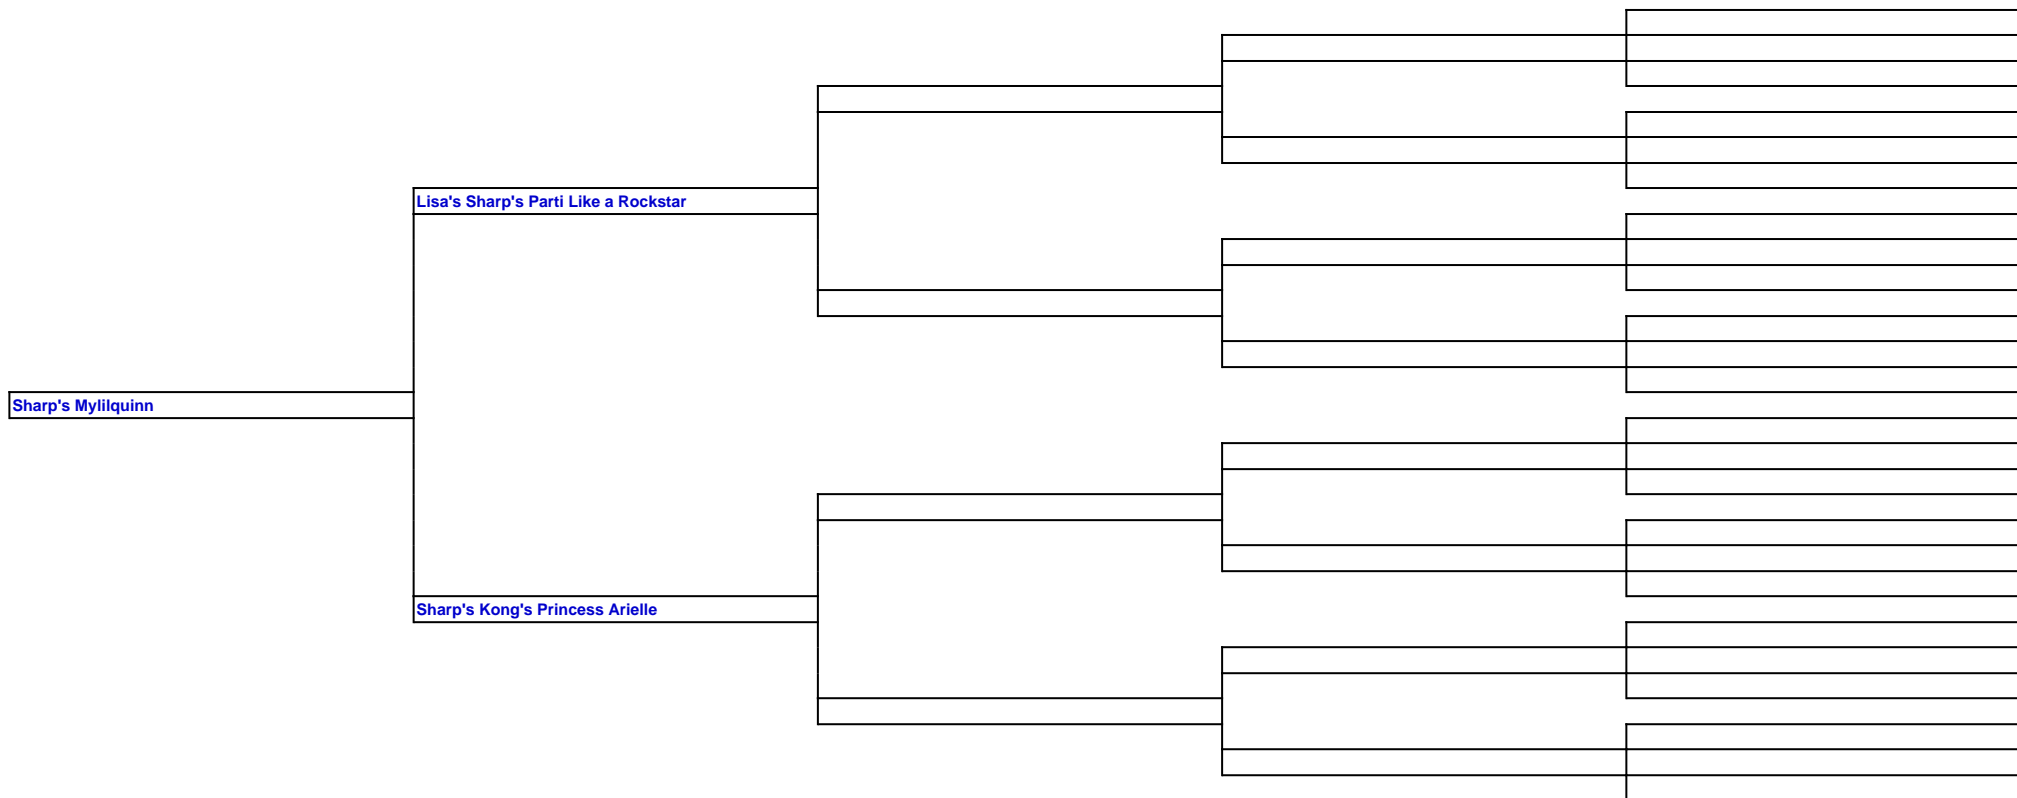 Lisa's Sharp's Parti Like a Rockstar
Sharp's Mylilquinn
Sharp's Kong's Princess Arielle